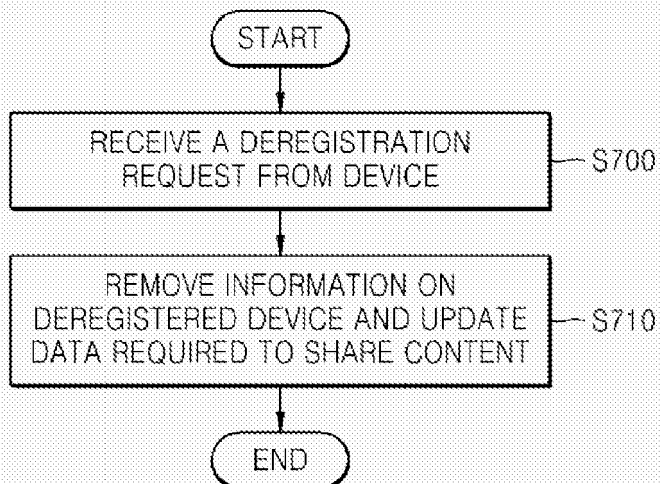 START
RECEIVE A DEREGISTRATION
REQUEST FROM DEVICE
S700
REMOVE INFORMATION ON
DEREGISTERED DEVICE AND UPDATE
DATA REQUIRED TO SHARE CONTENT
S710
END